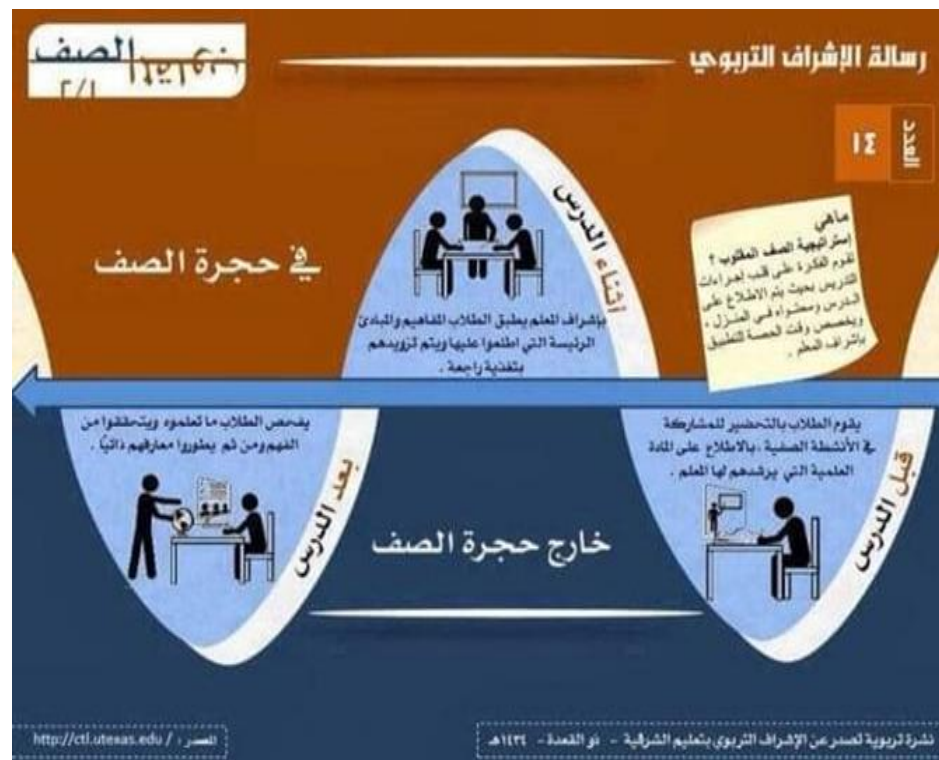 رسالة الإشراف التربوي
الصف المقلوب
1/2
العدد
١٤
ماهي
إستراتيجية الصف المقلوب ؟
تقوم الفكرة على قلب إجراءات
التدريس بحيث يتم الاطلاع على
الدرس ومحتواه في المنزل ،
ويخصص وقت الحصة للتطبيق
بإشراف المعلم .
أثناء الدرس
في حجرة الصف
بإشراف المعلم يطبق الطلاب المفاهيم والمبادئ
الرئيسة التي اطلعوا عليها ويتم تزويدهم
بتغذية راجعة .
يقوم الطلاب بالتحضير للمشاركة
في الأنشطة الصفية ، بالاطلاع على المادة
العلمية التي يرشدهم لها المعلم .
قبل الدرس
خارج حجرة الصف
يفحص الطلاب ما تعلموه ويتحققوا من
الفهم ومن ثم يطوروا معارفهم ذاتيًا .
بعد الدرس
نشرة تربوية تصدر عن الإشراف التربوي بتعليم الشرقية - ذو القعدة - ١٤٣٤هـ
المصدر : http://ctl.utexas.edu /